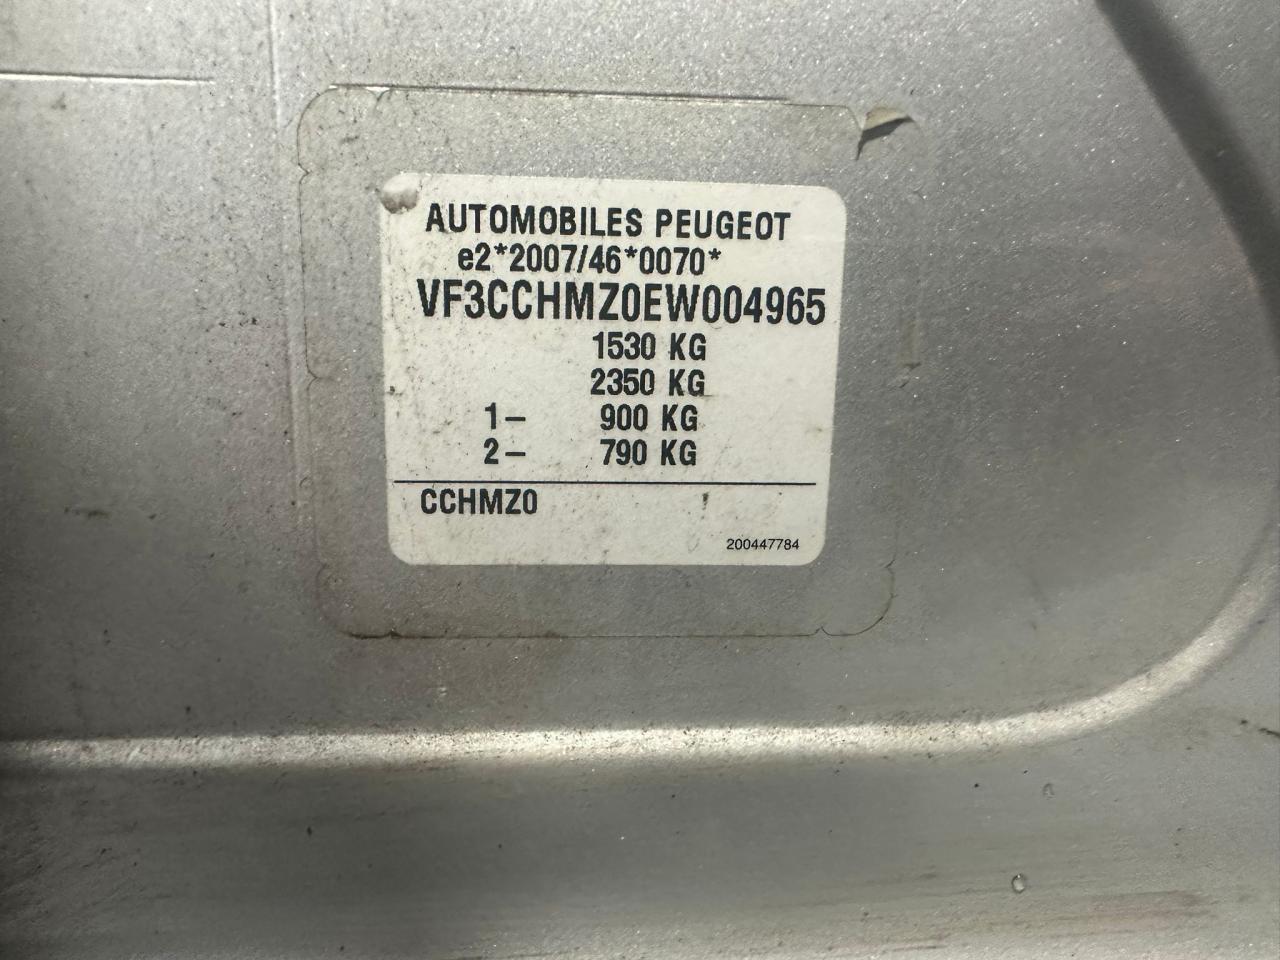 AUTOMOBILES PEUGEOT
e2*2007/46*0070*
VF3CCHMZ0EW004965
1530 KG
2350 KG
1- 900 KG
2- 790 KG
CCHMZ0
200447784